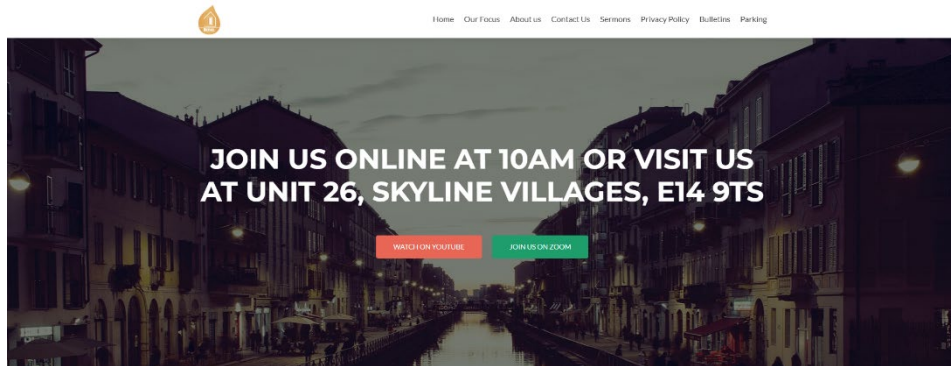 Home Our Focus About us Contact Us Sermons Privacy Policy Bulletins Parking
JOIN US ONLINE AT 10AM OR VISIT US
AT UNIT 26, SKYLINE VILLAGES, E14 9TS
WATCH ON YOUTUBE JOIN US ON ZOOM